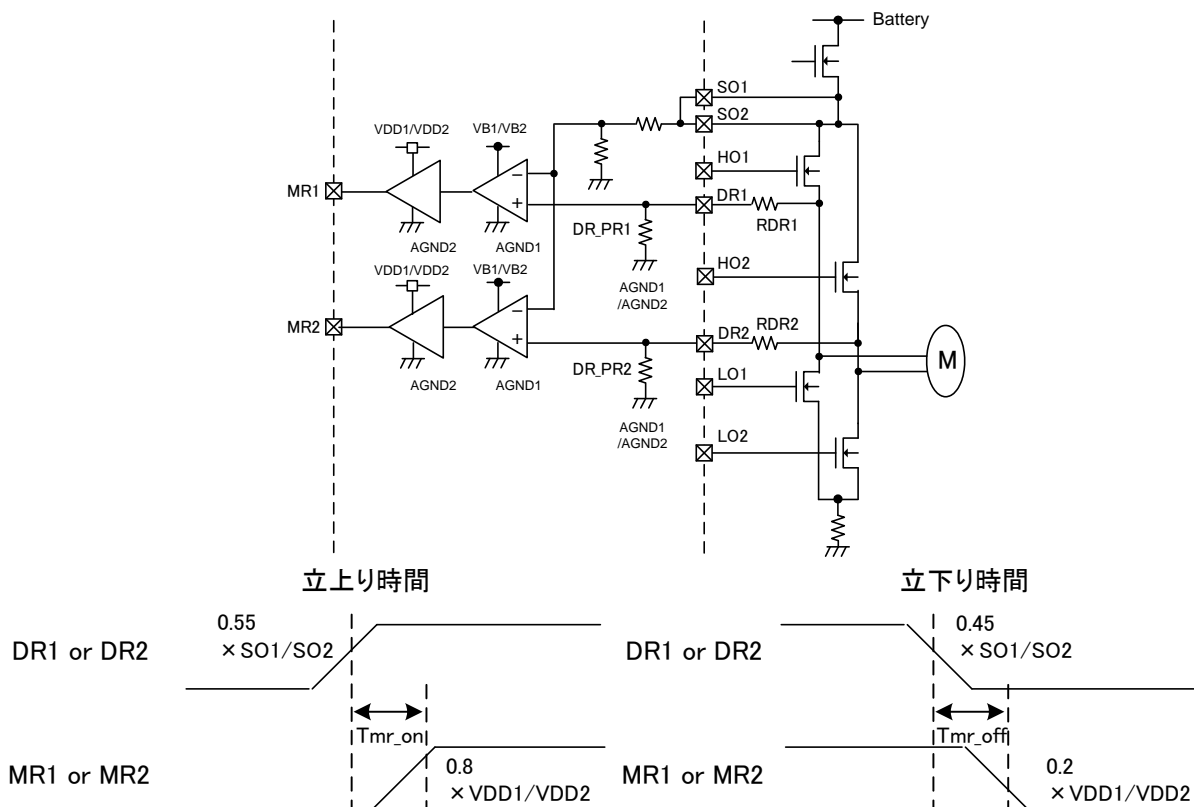 Battery
SO1
SO2
VDD1/VDD2
VB1/VB2
HO1
MR1
−
+
DR1
RDR1
DR_PR1
AGND2
AGND1
VDD1/VDD2
VB1/VB2
HO2
AGND1
/AGND2
MR2
−
+
DR2
RDR2
M
DR_PR2
AGND2
AGND1
LO1
AGND1
/AGND2
LO2
立上り時間
立下り時間
DR1 or DR2
0.55
×SO1/SO2
DR1 or DR2
0.45
×SO1/SO2
Tmr_on
Tmr_off
MR1 or MR2
0.8
×VDD1/VDD2
MR1 or MR2
0.2
×VDD1/VDD2